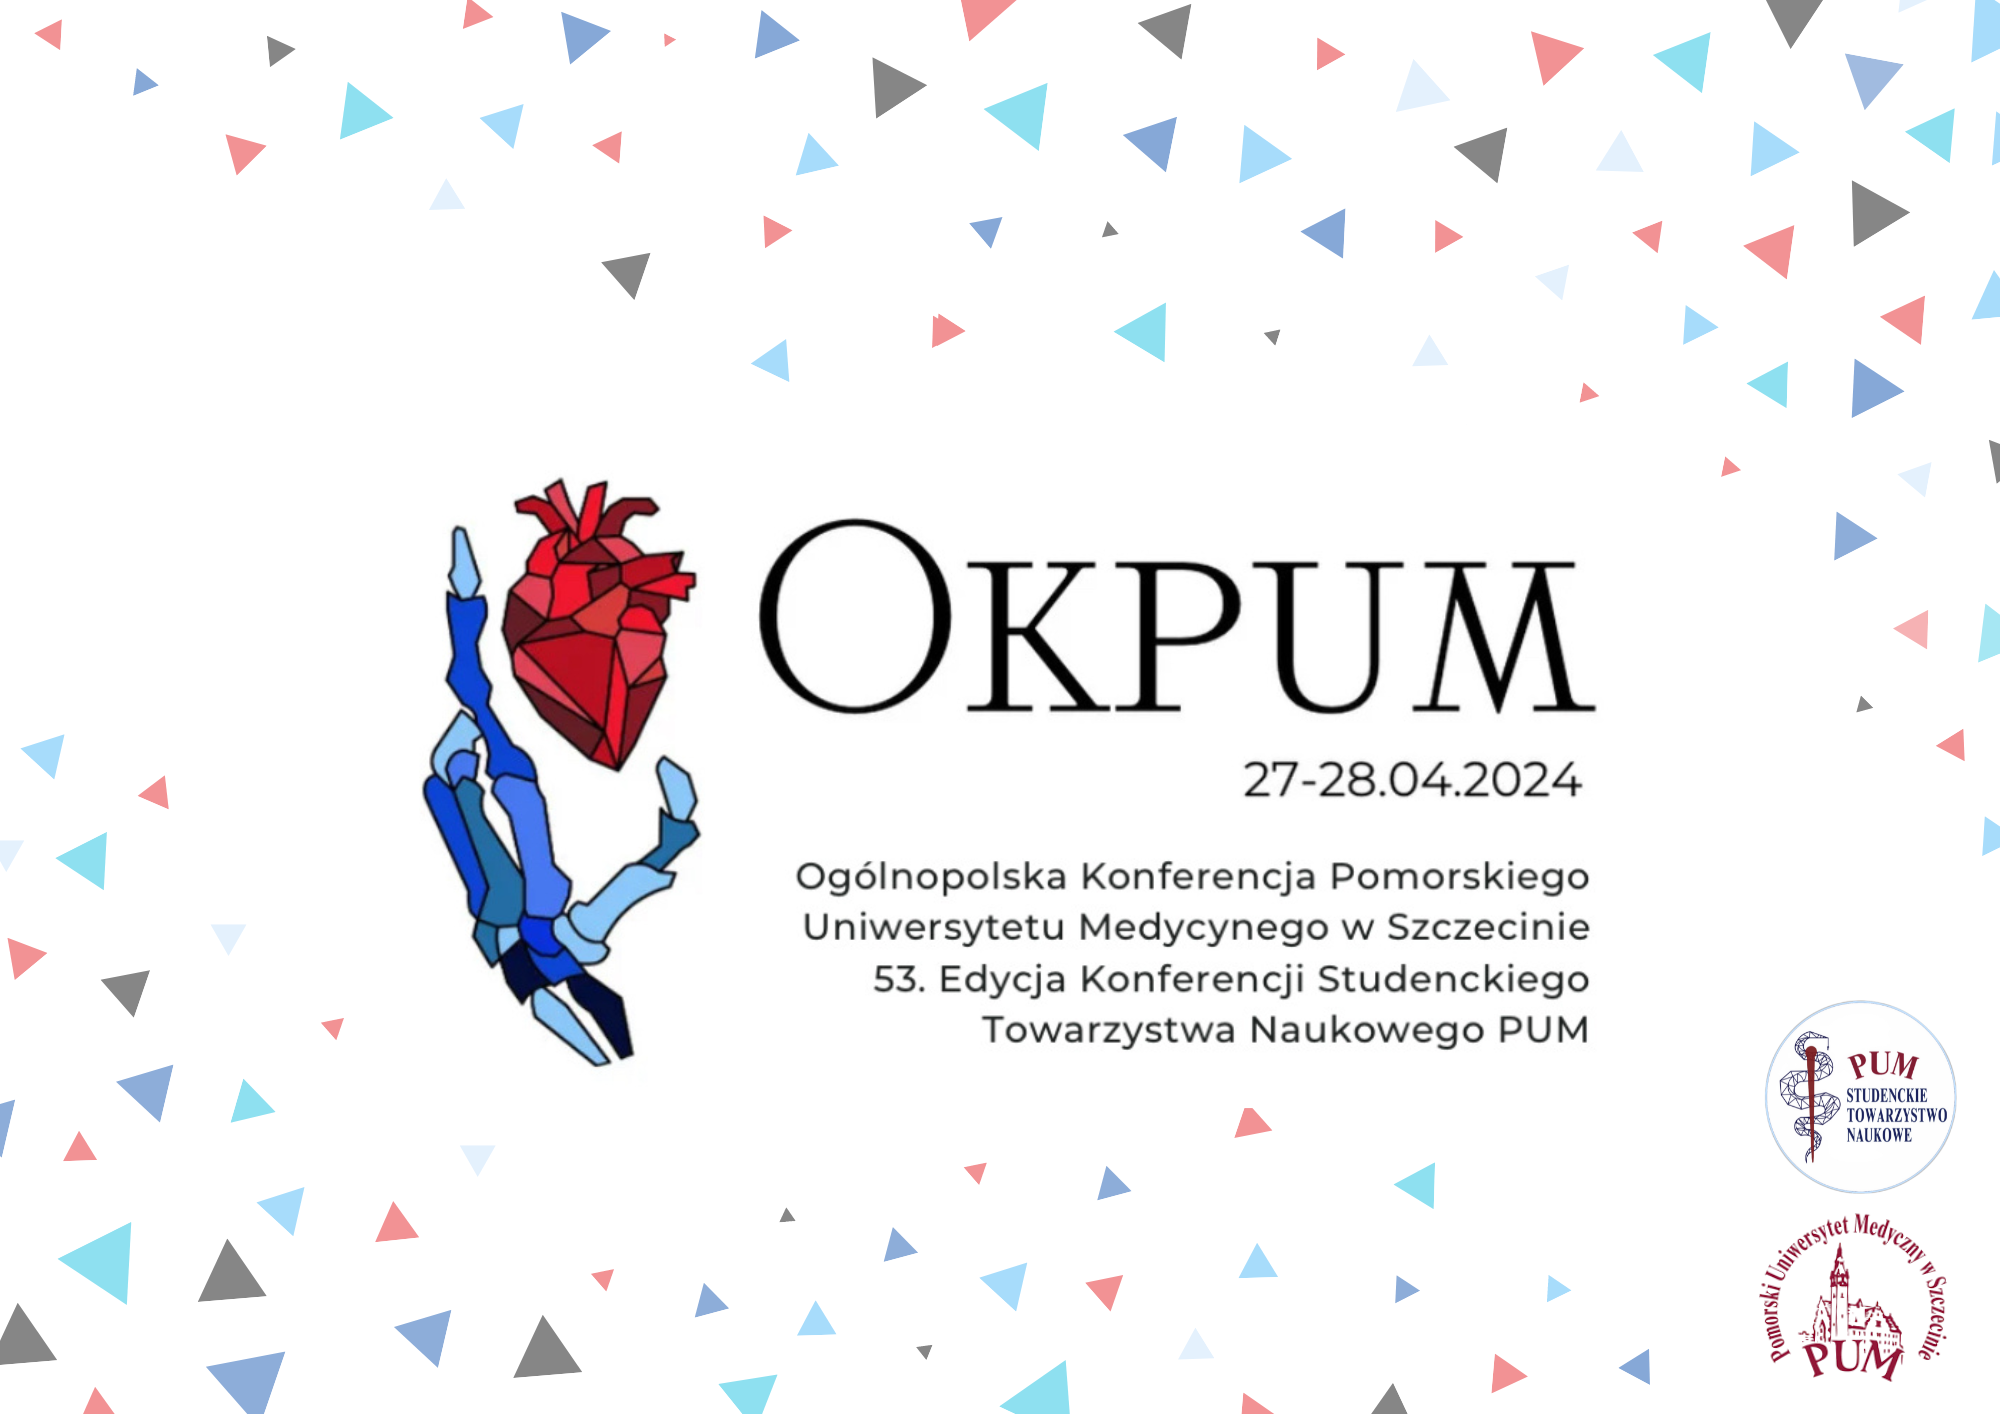 OKPUM
27-28.04.2024
Ogólnopolska Konferencja Pomorskiego
Uniwersytetu Medycynego w Szczecinie
53. Edycja Konferencji Studenckiego
Towarzystwa Naukowego PUM
PUM
STUDENCKIE
TOWARZYSTWO
NAUKOWE
Pomorski Uniwersytet Medyczny w Szczecinie
PUM